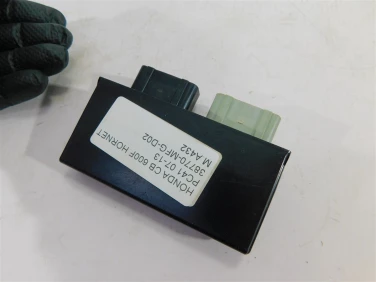 HONDA CB 600F HORNET
PC41 07-13
38770-MFG-D02
M A432